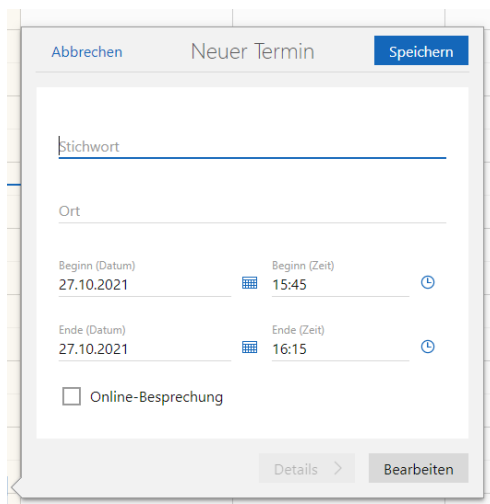 Abbrechen Neuer Termin Speichern
Stichwort
Ort
Beginn (Datum) Beginn (Zeit)
27.10.2021 15:45
Ende (Datum) Ende (Zeit)
27.10.2021 16:15
Online-Besprechung
Details Bearbeiten